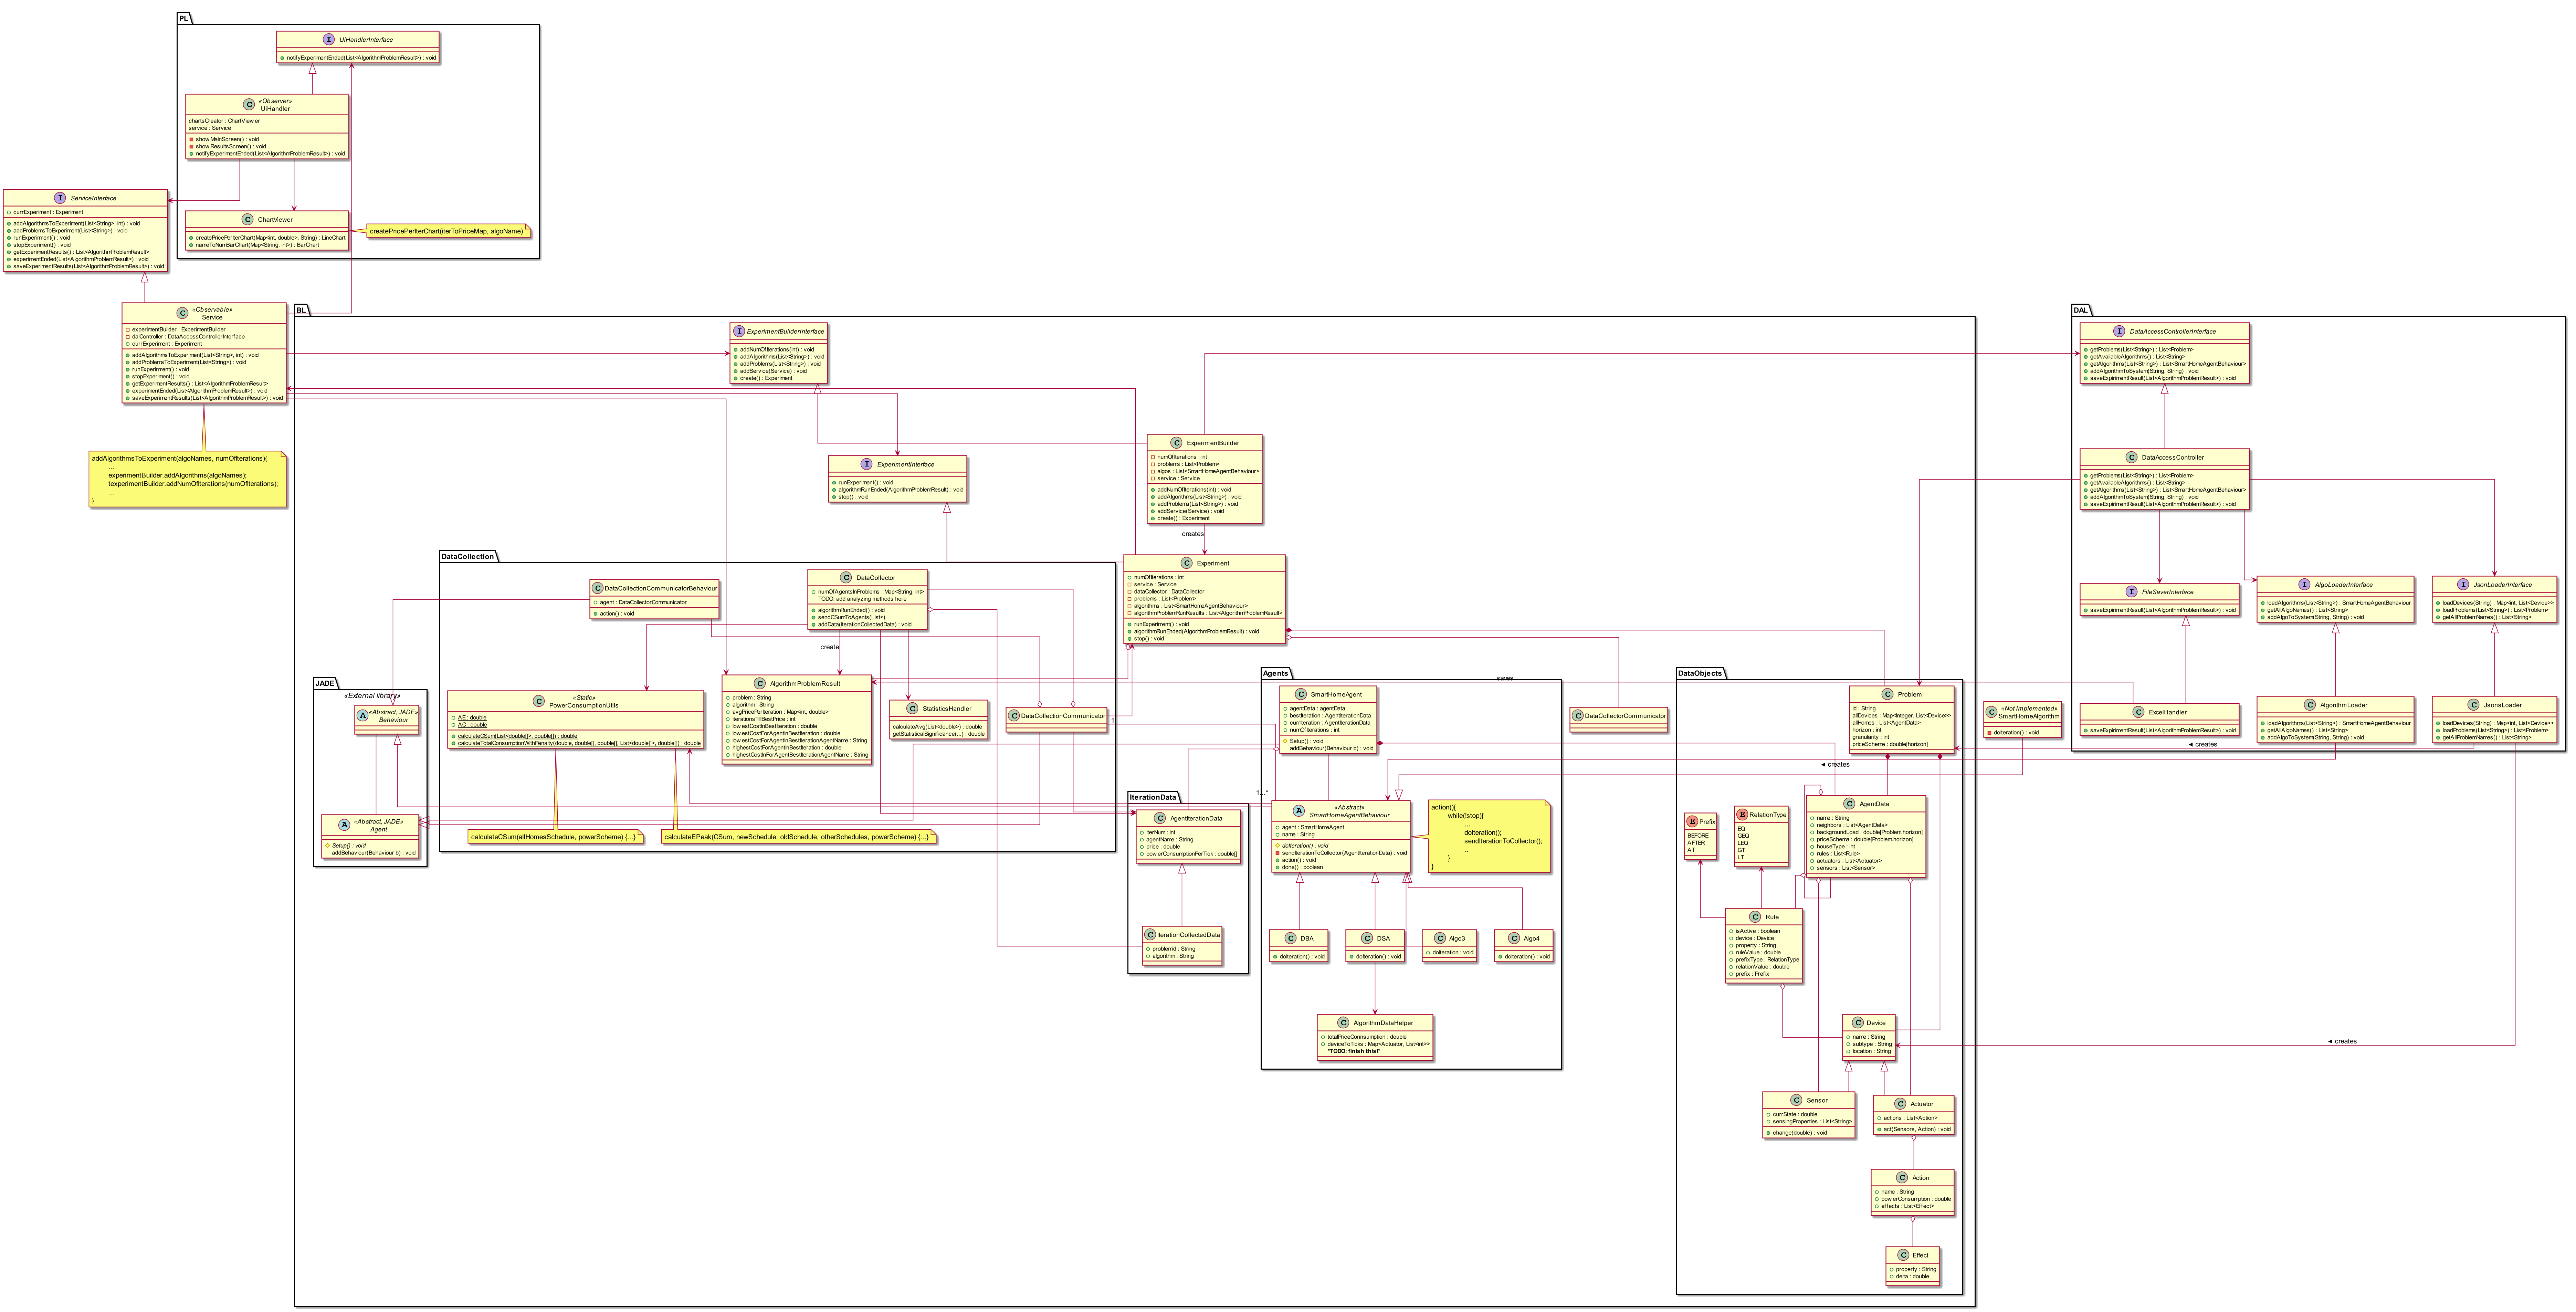 PL
I UiHandlerInterface
notifyExperimentEnded(List<AlgorithmProblemResult>) : void
C «Observer»
UiHandler
chartsCreator : ChartViewer
service : Service
showMainScreen() : void
showResultsScreen() : void
notifyExperimentEnded(List<AlgorithmProblemResult>) : void
C ChartViewer
createPricePerIterChart(Map<int, double>, String) : LineChart
nameToNumBarChart(Map<String, int>) : BarChart
createPricePerIterChart(iterToPriceMap, algoName)
I ServiceInterface
currExperiment : Experiment
addAlgorithmsToExperiment(List<String>, int) : void
addProblemsToExperiment(List<String>) : void
runExperimrent() : void
stopExperiment() : void
getExperimentResults() : List<AlgorithmProblemResult>
experimentEnded(List<AlgorithmProblemResult>) : void
saveExperimentResults(List<AlgorithmProblemResult>) : void
C «Observable»
Service
experimentBuilder : ExperimentBuilder
dalController : DataAccessControllerInterface
currExperiment : Experiment
addAlgorithmsToExperiment(List<String>, int) : void
addProblemsToExperiment(List<String>) : void
runExperimrent() : void
stopExperiment() : void
getExperimentResults() : List<AlgorithmProblemResult>
experimentEnded(List<AlgorithmProblemResult>) : void
saveExperimentResults(List<AlgorithmProblemResult>) : void
addAlgorithmsToExperiment(algoNames, numOfIterations){
...
experimentBuilder.addAlgorithms(algoNames);
texperimentBuilder.addNumOfIterations(numOfIterations);
...
}
BL
I ExperimentBuilderInterface
addNumOfIterations(int) : void
addAlgorithms(List<String>) : void
addProblems(List<String>) : void
addService(Service) : void
create() : Experiment
C ExperimentBuilder
numOfIterations : int
problems : List<Problem>
algos : List<SmartHomeAgentBehaviour>
service : Service
addNumOfIterations(int) : void
addAlgorithms(List<String>) : void
addProblems(List<String>) : void
addService(Service) : void
create() : Experiment
I ExperimentInterface
runExperiment() : void
algorithmRunEnded(AlgorithmProblemResult) : void
stop() : void
creates
C Experiment
numOfIterations : int
service : Service
dataCollector : DataCollector
problems : List<Problem>
algorithms : List<SmartHomeAgentBehaviour>
algorithmProblemRunResults : List<AlgorithmProblemResult>
runExperiment() : void
algorithmRunEnded(AlgorithmProblemResult) : void
stop() : void
DataCollection
C DataCollectionCommunicatorBehaviour
agent : DataCollectorCommunicator
action() : void
C DataCollector
numOfAgentsInProblems : Map<String, int>
TODO: add analyzing methods here
algorithmRunEnded() : void
sendCSumToAgents(List<)
addData(IterationCollectedData) : void
create
C «Static»
PowerConsumptionUtils
AE : double
AC : double
calculateCSum(List<double[]>, double[]) : double
calculateTotalConsumptionWithPenalty(double, double[], double[], List<double[]>, double[]) : double
calculateCSum(allHomesSchedule, powerScheme) {...}
calculateEPeak(CSum, newSchedule, oldSchedule, otherSchedules, powerScheme) {...}
C AlgorithmProblemResult
problem : String
algorithm : String
avgPricePerIteration : Map<int, double>
iterationsTillBestPrice : int
lowestCostInBestIteration : double
lowestCostForAgentInBestIteration : double
lowestCostForAgentInBestIterationAgentName : String
highestCostForAgentInBestIteration : double
highestCostInForAgentBestIterationAgentName : String
C StatisticsHandler
calculateAvg(List<double>) : double
getStatisticalSignificance(...) : double
C DataCollectionCommunicator
1
JADE
«External library»
A «Abstract, JADE»
Behaviour
A «Abstract, JADE»
Agent
Setup() : void
addBehaviour(Behaviour b) : void
IterationData
C AgentIterationData
iterNum : int
agentName : String
price : double
powerConsumptionPerTick : double[]
C IterationCollectedData
problemId : String
algorithm : String
Agents
saves
C SmartHomeAgent
agentData : agentData
bestIteration : AgentIterationData
currIteration : AgentIterationData
numOfIterations : int
Setup() : void
addBehaviour(Behaviour b) : void
1...*
A «Abstract»
SmartHomeAgentBehaviour
agent : SmartHomeAgent
name : String
doIteration() : void
sendIterationToCollector(AgentIterationData) : void
action() : void
done() : boolean
action(){
while(!stop){
...
doIteration();
sendIterationToCollector();
..
}
}
C DBA
doIteration() : void
C DSA
doIteration() : void
C Algo3
doIteration : void
C Algo4
doIteration() : void
C AlgorithmDataHelper
totalPriceConnsumption : double
deviceToTicks : Map<Actuator, List<int>>
"TODO: finish this!"
C DataCollectorCommunicator
DataObjects
C Problem
id : String
allDevices : Map<Integer, List<Device>>
allHomes : List<AgentData>
horizon : int
granularity : int
priceScheme : double[horizon]
C «Not Implemented»
SmartHomeAlgorithm
doIteration() : void
◄ creates
◄ creates
C AgentData
name : String
neighbors : List<AgentData>
backgroundLoad : double[Problem.horizon]
priceSchema : double[Problem.horizon]
houseType : int
rules : List<Rule>
actuators : List<Actuator>
sensors : List<Sensor>
E Prefix
BEFORE
AFTER
AT
E RelationType
EQ
GEQ
LEQ
GT
LT
C Rule
isActive : boolean
device : Device
property : String
ruleValue : double
prefixType : RelationType
relationValue : double
prefix : Prefix
C Device
name : String
subtype : String
location : String
◄ creates
C Sensor
currState : double
sensingProperties : List<String>
change(double) : void
C Actuator
actions : List<Action>
act(Sensors, Action) : void
C Action
name : String
powerConsumption : double
effects : List<Effect>
C Effect
property : String
delta : double
DAL
I DataAccessControllerInterface
getProblems(List<String>) : List<Problem>
getAvailableAlgorithms() : List<String>
getAlgorithms(List<String>) : List<SmartHomeAgentBehaviour>
addAlgorithmToSystem(String, String) : void
saveExpirimentResult(List<AlgorithmProblemResult>) : void
C DataAccessController
getProblems(List<String>) : List<Problem>
getAvailableAlgorithms() : List<String>
getAlgorithms(List<String>) : List<SmartHomeAgentBehaviour>
addAlgorithmToSystem(String, String) : void
saveExpirimentResult(List<AlgorithmProblemResult>) : void
I FileSaverInterface
saveExpirimentResult(List<AlgorithmProblemResult>) : void
I AlgoLoaderInterface
loadAlgorithms(List<String>) : SmartHomeAgentBehaviour
getAllAlgoNames() : List<String>
addAlgoToSystem(String, String) : void
I JsonLoaderInterface
loadDevices(String) : Map<int, List<Device>>
loadProblems(List<String>) : List<Problem>
getAllProblemNames() : List<String>
C ExcelHandler
saveExpirimentResult(List<AlgorithmProblemResult>) : void
C AlgorithmLoader
loadAlgorithms(List<String>) : SmartHomeAgentBehaviour
getAllAlgoNames() : List<String>
addAlgoToSystem(String, String) : void
C JsonsLoader
loadDevices(String) : Map<int, List<Device>>
loadProblems(List<String>) : List<Problem>
getAllProblemNames() : List<String>